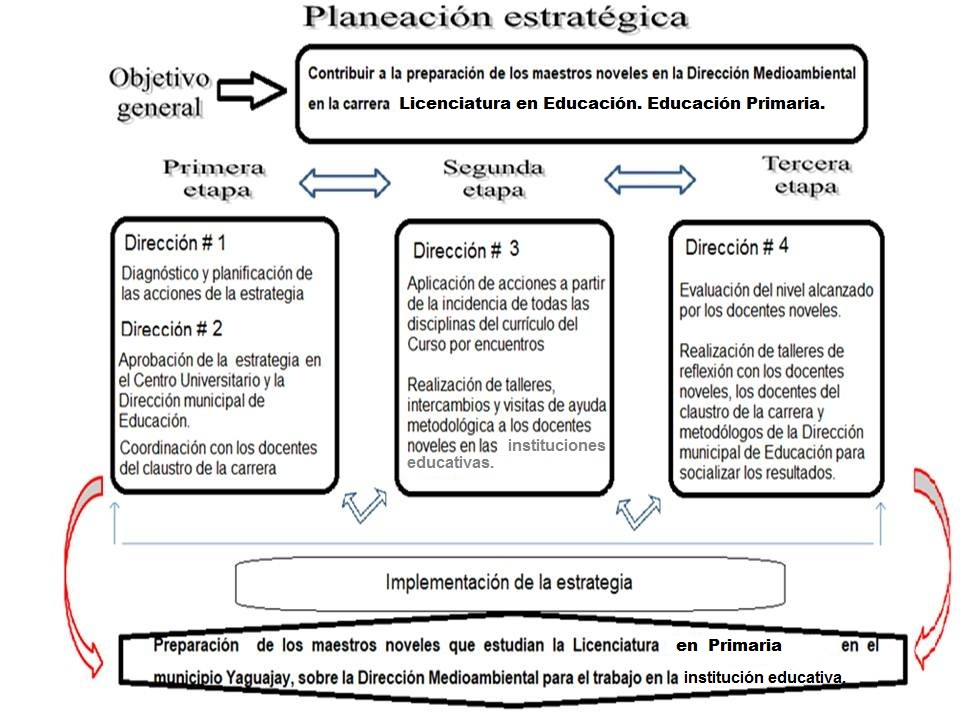 Planeación estratégica
Objetivo
general
Contribuir a la preparación de los maestros noveles en la Dirección Medioambiental
en la carrera Licenciatura en Educación. Educación Primaria.
Primera
etapa
Segunda
etapa
Tercera
etapa
Dirección # 1
Diagnóstico y planificación de
las acciones de la estrategia
Dirección # 2
Aprobación de la estrategia en
el Centro Universitario y la
Dirección municipal de
Educación.
Coordinación con los docentes
del claustro de la carrera
Dirección # 3
Aplicación de acciones a partir
de la incidencia de todas las
disciplinas del currículo del
Curso por encuentros
Realización de talleres,
intercambios y visitas de ayuda
metodológica a los docentes
noveles en las instituciones
educativas.
Dirección # 4
Evaluación del nivel alcanzado
por los docentes noveles.
Realización de talleres de
reflexión con los docentes
noveles, los docentes del
claustro de la carrera y
metodólogos de la Dirección
municipal de Educación para
socializar los resultados.
Implementación de la estrategia
Preparación de los maestros noveles que estudian la Licenciatura en Primaria en el
municipio Yaguajay, sobre la Dirección Medioambiental para el trabajo en la institución educativa.